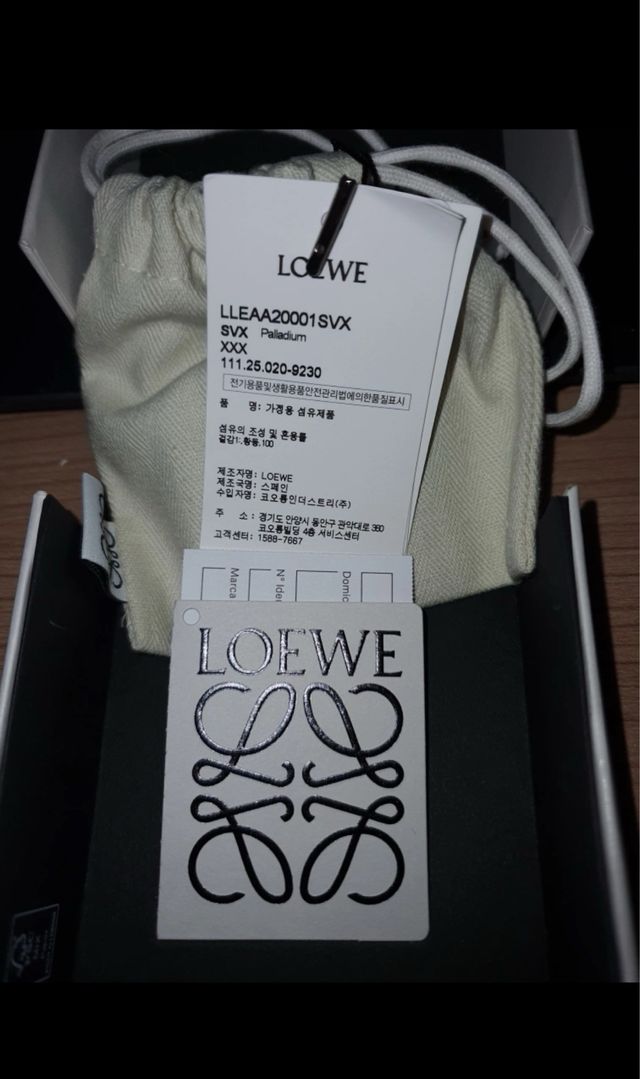 LOEWE
LLEAA20001SVX
SVX Palladium
XXX
111.25.020-9230
전기용품및생활용품안전관리법에의한품질표시
품 명: 가정용 섬유제품
섬유의 조성 및 혼용률
겉감1:.황동,100
제조자명: LOEWE
제조국명: 스페인
수입자명: 코오롱인더스트리(주)
주 소: 경기도 안양시 동안구 관악대로 360
코오롱빌딩 4층 서비스센터
고객센터: 1588-7667
Marca
N° Ide
Domic
LOEWE